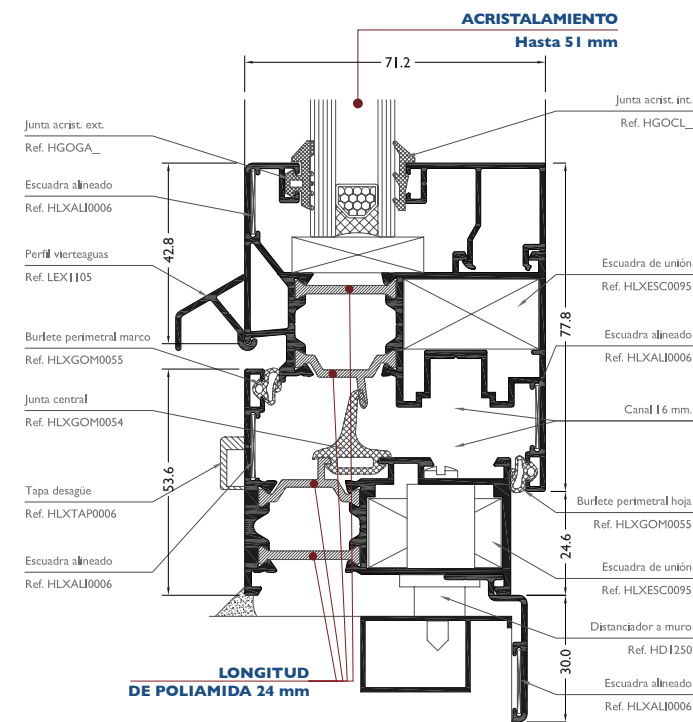 ACRISTALAMIENTO
Hasta 51 mm
71.2
Junta acrist. ext.
Ref. HGOGA_
Escuadra alineado
Ref. HLXALI0006
42.8
Perfil vierteaguas
Ref. LEX1105
Burlete perimetral marco
Ref. HLXGOM0055
Junta central
Ref. HLXGOM0054
53.6
Tapa desagüe
Ref. HLXTAP0006
Escuadra alineado
Ref. HLXALI0006
Junta acrist. int.
Ref. HGOCL_
Escuadra de unión
Ref. HLXESC0095
77.8
Escuadra alineado
Ref. HLXALI0006
Canal 16 mm.
Burlete perimetral hoja
Ref. HLXGOM0055
24.6
Escuadra de unión
Ref. HLXESC0095
Distanciador a muro
Ref. HD1250
30.0
Escuadra alineado
Ref. HLXALI0006
LONGITUD
DE POLIAMIDA 24 mm